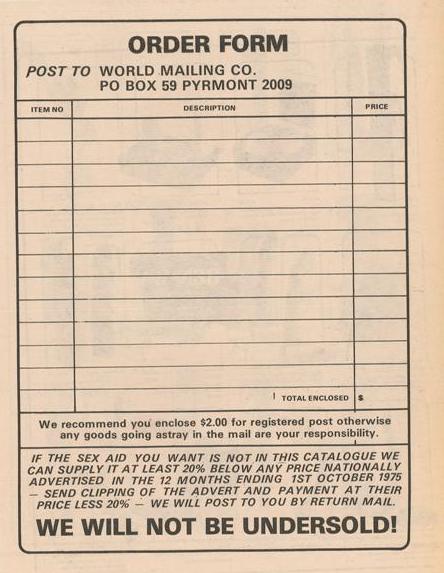 ORDER FORM
POST TO WORLD MAILING CO.
PO BOX 59 PYRMONT 2009
ITEM NO DESCRIPTION PRICE
TOTAL ENCLOSED $
We recommend you enclose $2.00 for registered post otherwise
any goods going astray in the mail are your responsibility.
IF THE SEX AID YOU WANT IS NOT IN THIS CATALOGUE WE
CAN SUPPLY IT AT LEAST 20% BELOW ANY PRICE NATIONALLY
ADVERTISED IN THE 12 MONTHS ENDING 1ST OCTOBER 1975
— SEND CLIPPING OF THE ADVERT AND PAYMENT AT THEIR
PRICE LESS 20% — WE WILL POST TO YOU BY RETURN MAIL.
WE WILL NOT BE UNDERSOLD!